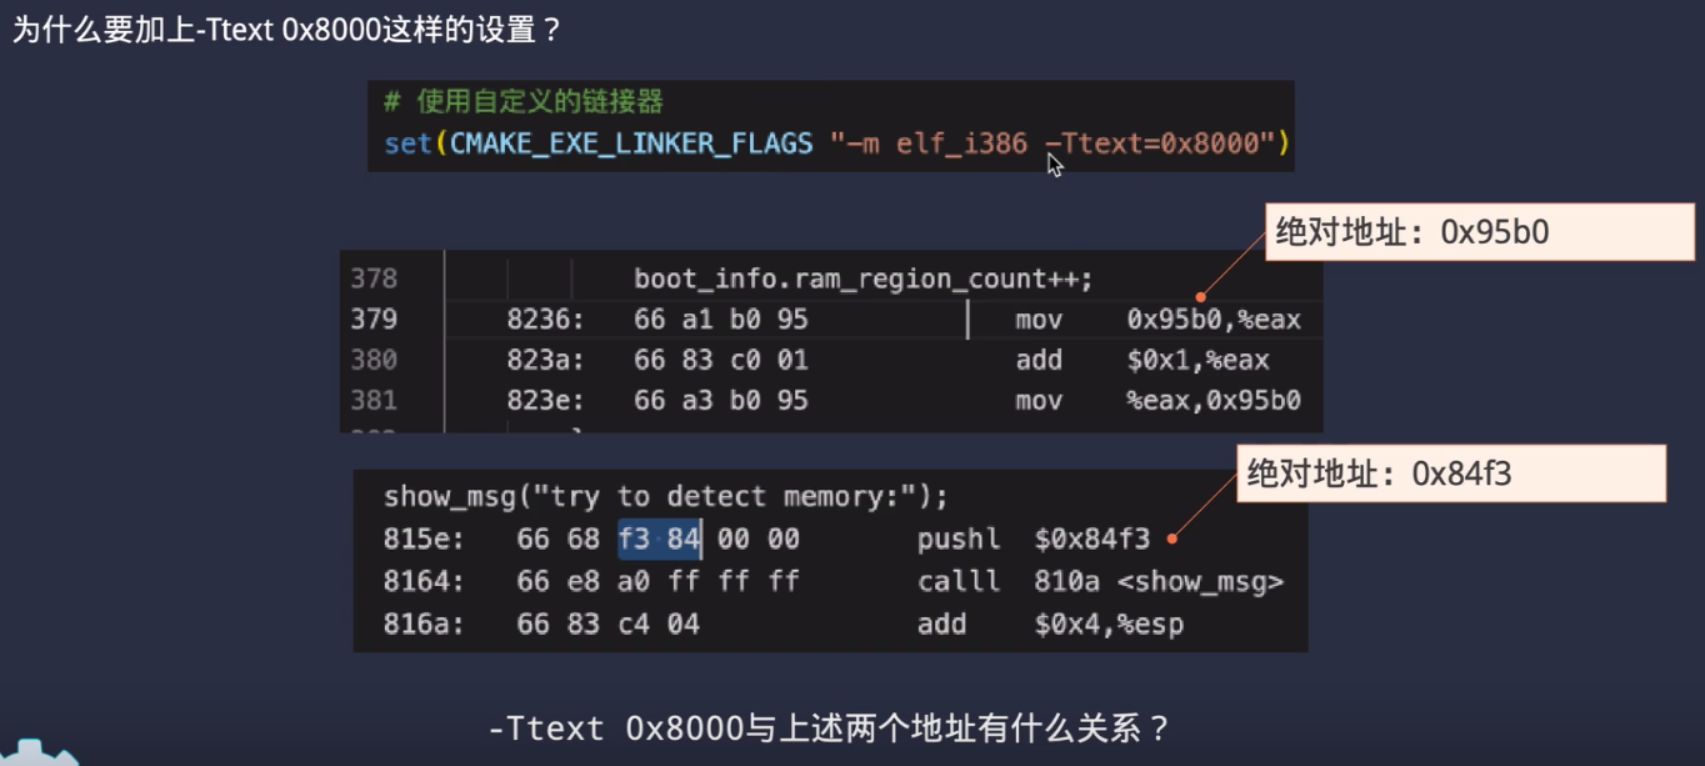 为什么要加上-Ttext 0x8000这样的设置？
# 使用自定义的链接器
set(CMAKE_EXE_LINKER_FLAGS "-m elf_i386 -Ttext=0x8000")
绝对地址：0x95b0
378 boot_info.ram_region_count++;
379 8236: 66 a1 b0 95 mov 0x95b0,%eax
380 823a: 66 83 c0 01 add $0x1,%eax
381 823e: 66 a3 b0 95 mov %eax,0x95b0
绝对地址：0x84f3
show_msg("try to detect memory:");
815e: 66 68 f3 84 00 00 pushl $0x84f3
8164: 66 e8 a0 ff ff ff calll 810a <show_msg>
816a: 66 83 c4 04 add $0x4,%esp
-Ttext 0x8000与上述两个地址有什么关系？